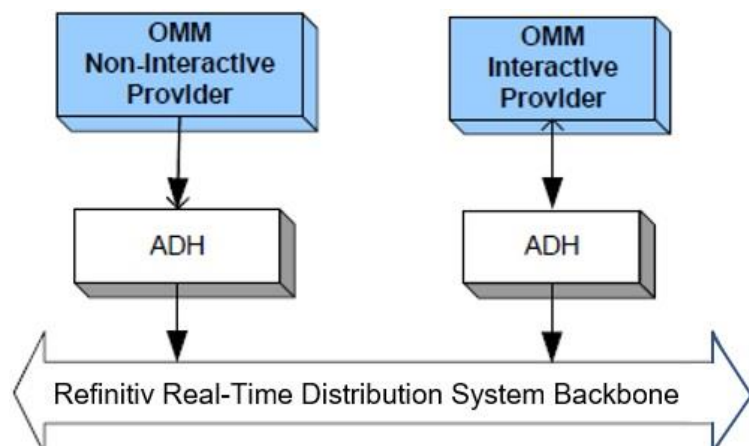 OMM
Non-Interactive
Provider
OMM
Interactive
Provider
ADH
ADH
Refinitiv Real-Time Distribution System Backbone